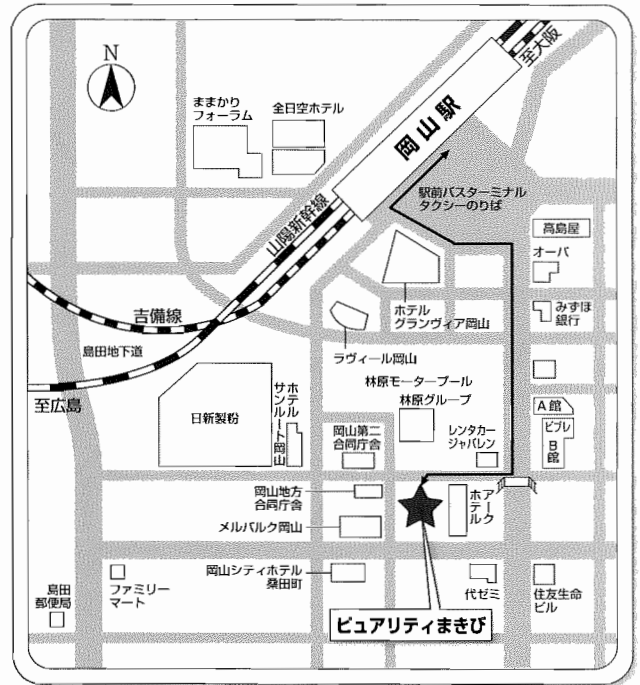 N
至大阪
ままかり
フォーラム
全日空ホテル
岡山駅
駅前バスターミナル
タクシーのりば
山陽新幹線
高島屋
オーパ
吉備線
ホテル
グランヴィア岡山
みずほ
銀行
島田地下道
ラヴィール岡山
至広島
林原モータープール
林原グループ
日新製粉
ホテル
サンルート岡山
A館
ビブレ
B館
岡山第二
合同庁舎
レンタカー
ジャパレン
岡山地方
合同庁舎
アーク
ホテル
メルパルク岡山
島田
郵便局
ファミリー
マート
岡山シティホテル
桑田町
代ゼミ
住友生命
ビル
ピュアリティまきび